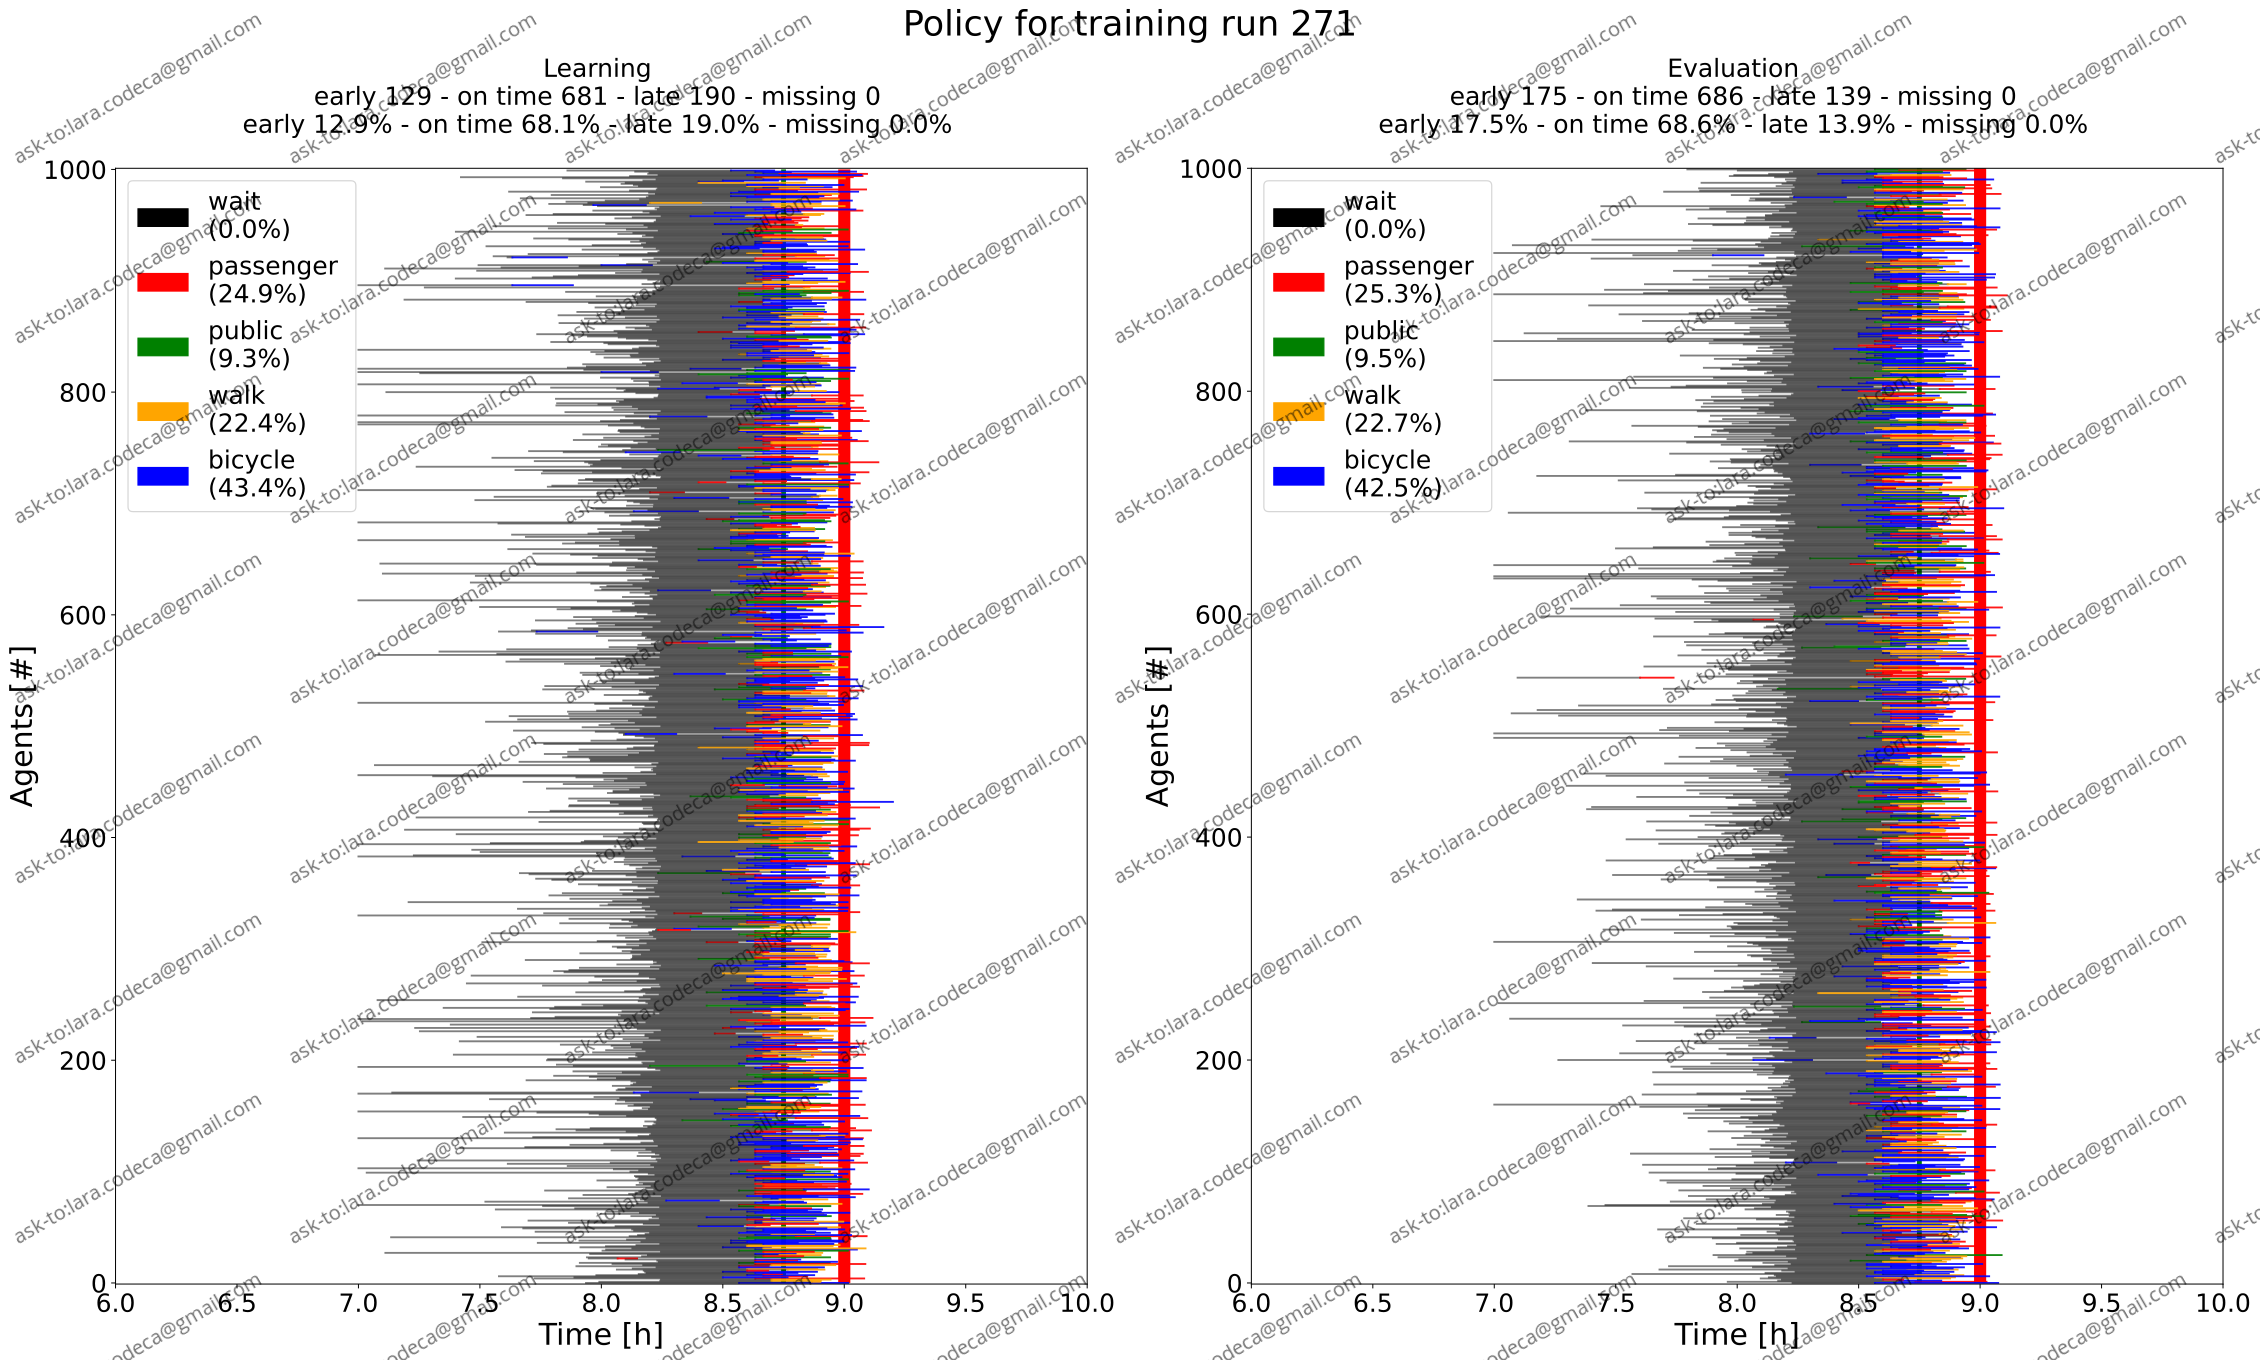 Policy for training run 271
Learning
early 129 - on time 681 - late 190 - missing 0
early 12.9% - on time 68.1% - late 19.0% - missing 0.0%
1000
800
600
400
200
0
Agents [#]
wait
(0.0%)
passenger
(24.9%)
public
(9.3%)
walk
(22.4%)
bicycle
(43.4%)
6.0 6.5 7.0 7.5 8.0 8.5 9.0 9.5 10.0
Time [h]
Evaluation
early 175 - on time 686 - late 139 - missing 0
early 17.5% - on time 68.6% - late 13.9% - missing 0.0%
1000
800
600
400
200
0
Agents [#]
wait
(0.0%)
passenger
(25.3%)
public
(9.5%)
walk
(22.7%)
bicycle
(42.5%)
6.0 6.5 7.0 7.5 8.0 8.5 9.0 9.5 10.0
Time [h]
ask-to:lara.codeca@gmail.com